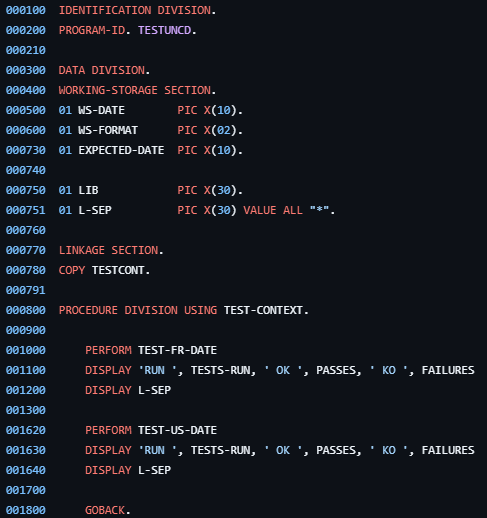 000100 IDENTIFICATION DIVISION.
000200 PROGRAM-ID. TESTUNCD.
000210
000300 DATA DIVISION.
000400 WORKING-STORAGE SECTION.
000500 01 WS-DATE PIC X(10).
000600 01 WS-FORMAT PIC X(02).
000730 01 EXPECTED-DATE PIC X(10).
000740
000750 01 LIB PIC X(30).
000751 01 L-SEP PIC X(30) VALUE ALL "*".
000760
000770 LINKAGE SECTION.
000780 COPY TESTCONT.
000791
000800 PROCEDURE DIVISION USING TEST-CONTEXT.
000900
001000 PERFORM TEST-FR-DATE
001100 DISPLAY 'RUN ', TESTS-RUN, ' OK ', PASSES, ' KO ', FAILURES
001200 DISPLAY L-SEP
001300
001620 PERFORM TEST-US-DATE
001630 DISPLAY 'RUN ', TESTS-RUN, ' OK ', PASSES, ' KO ', FAILURES
001640 DISPLAY L-SEP
001700
001800 GOBACK.